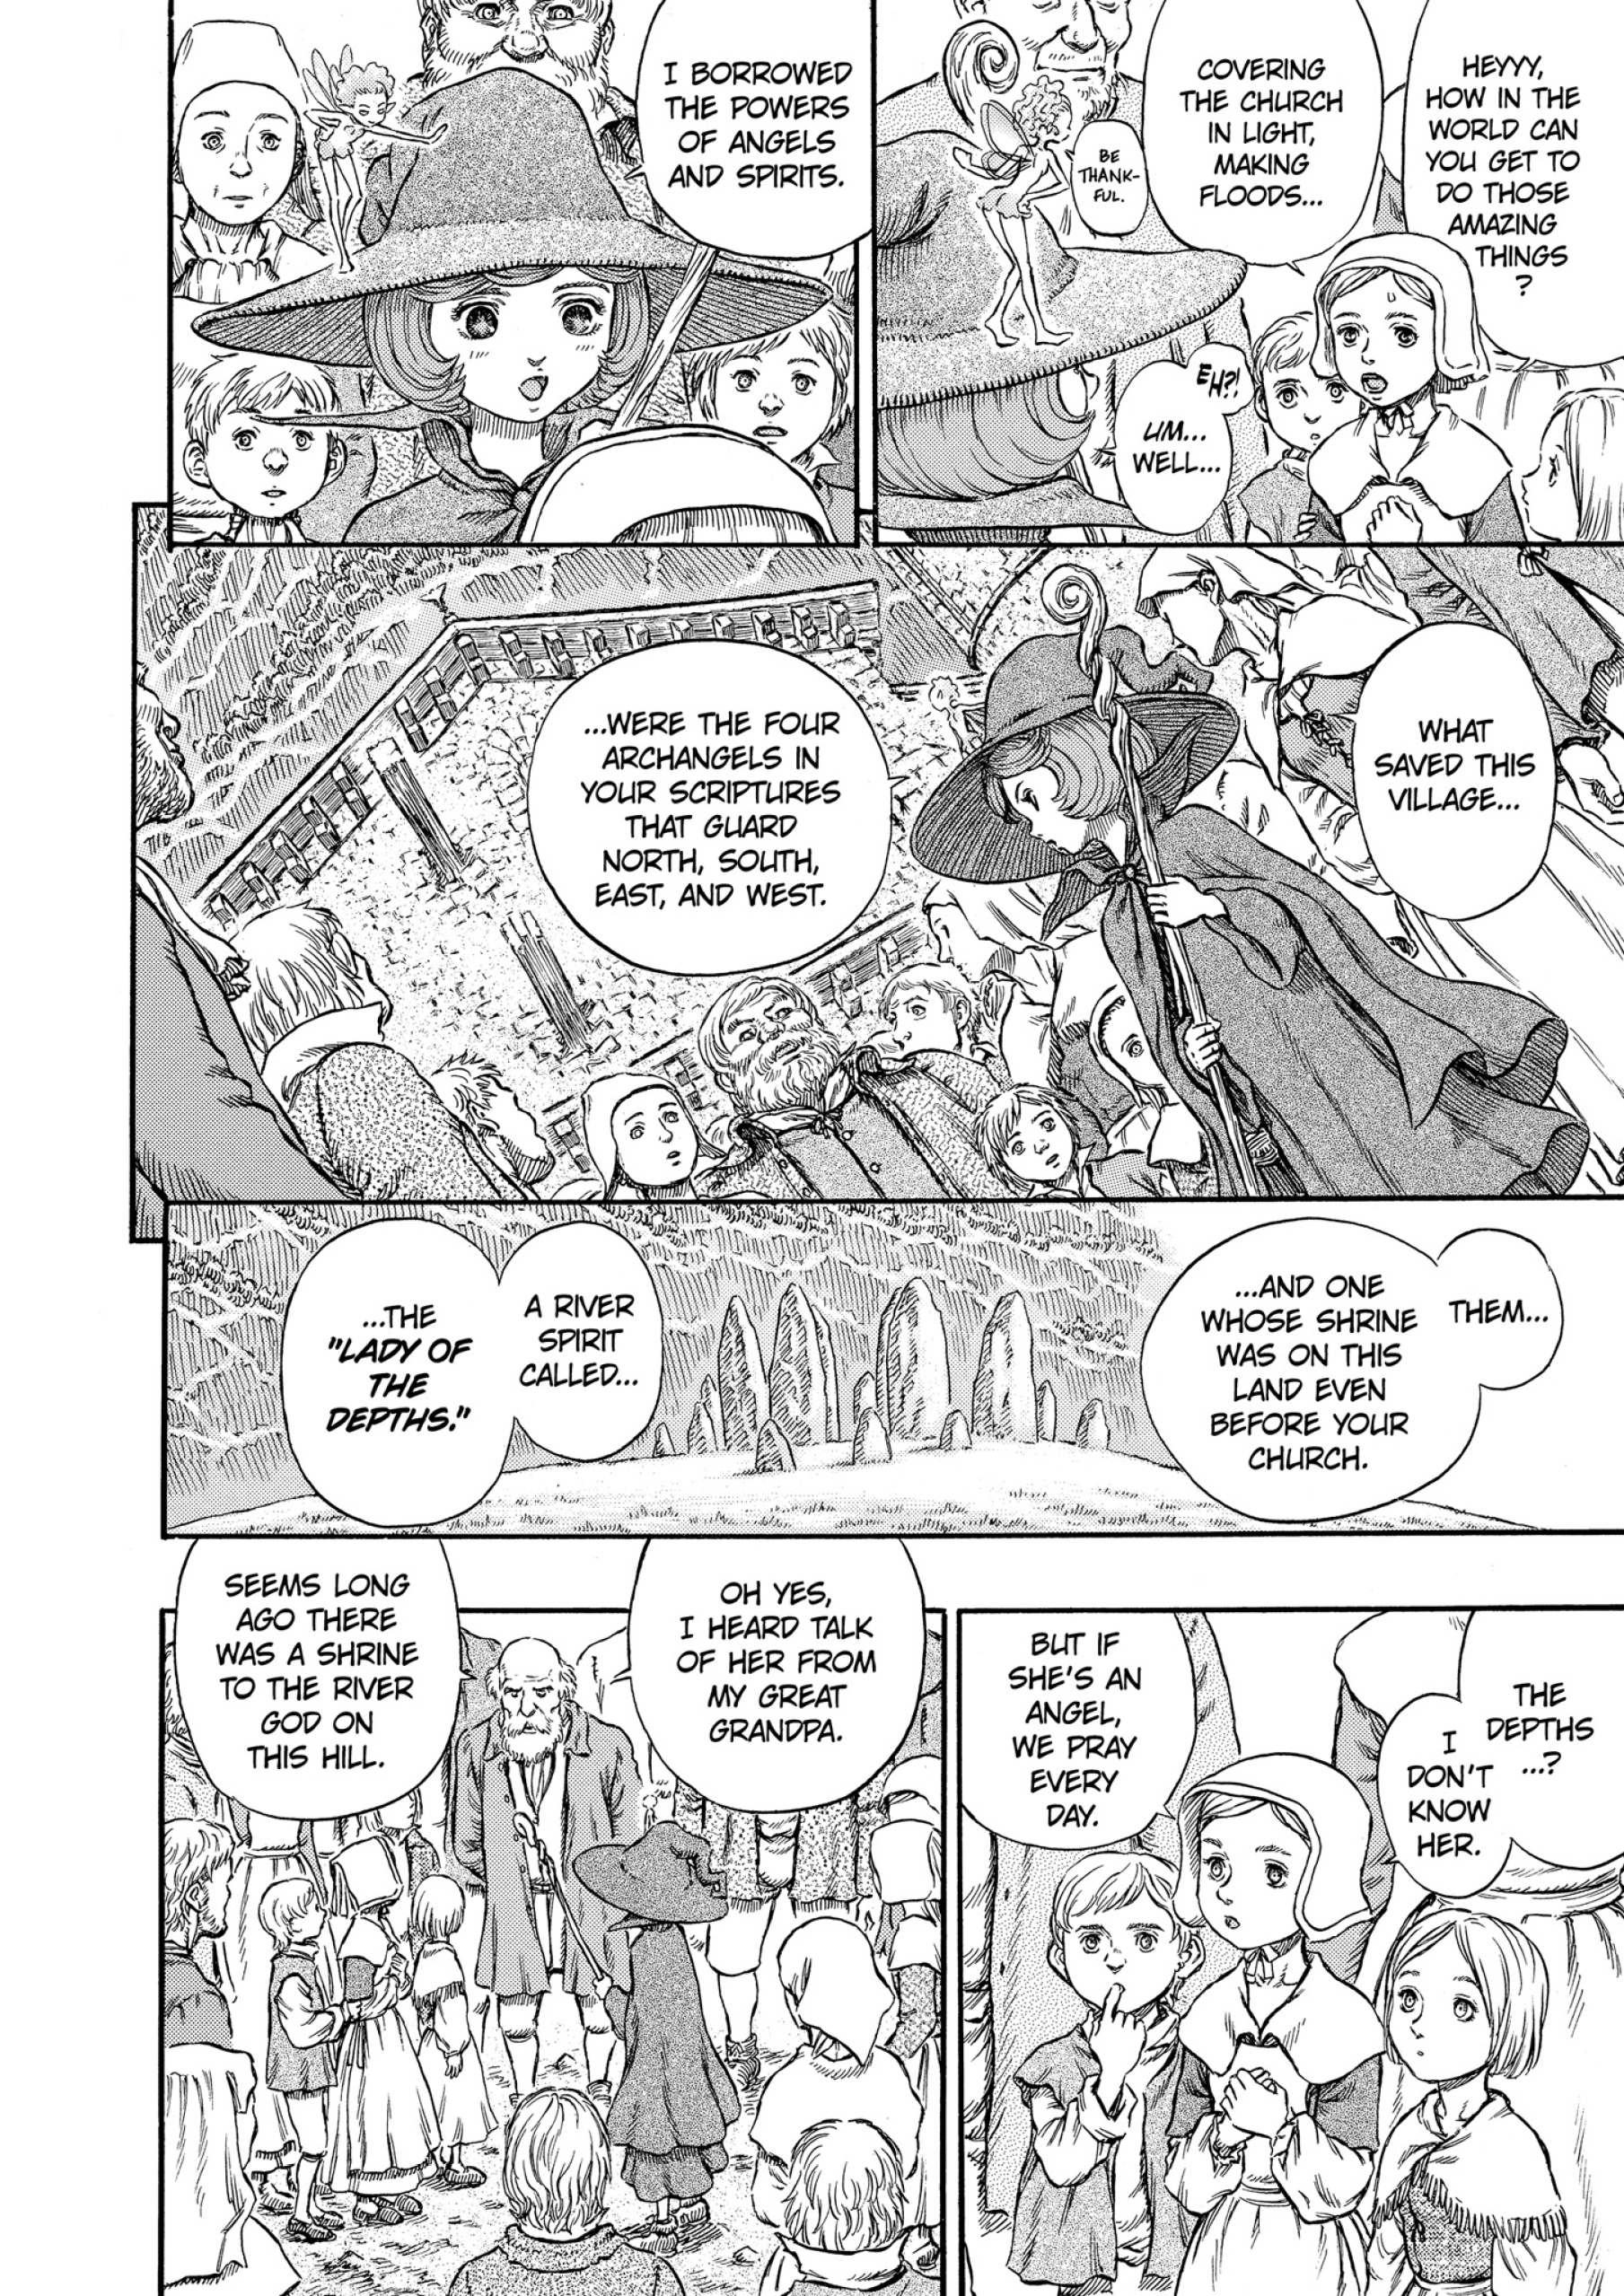 HEYYY,
HOW IN THE
WORLD CAN
YOU GET TO
DO THOSE
AMAZING
THINGS
?
COVERING
THE CHURCH
IN LIGHT,
MAKING
FLOODS...
BE
THANK-
FUL.
EH?!
UM...
WELL...
I BORROWED
THE POWERS
OF ANGELS
AND SPIRITS.
WHAT
SAVED THIS
VILLAGE...
...WERE THE FOUR
ARCHANGELS IN
YOUR SCRIPTURES
THAT GUARD
NORTH, SOUTH,
EAST, AND WEST.
THEM...
...AND ONE
WHOSE SHRINE
WAS ON THIS
LAND EVEN
BEFORE YOUR
CHURCH.
A RIVER
SPIRIT
CALLED...
...THE
"LADY OF
THE
DEPTHS."
THE
DEPTHS
...?
I
DON'T
KNOW
HER.
BUT IF
SHE'S AN
ANGEL,
WE PRAY
EVERY
DAY.
OH YES,
I HEARD TALK
OF HER FROM
MY GREAT
GRANDPA.
SEEMS LONG
AGO THERE
WAS A SHRINE
TO THE RIVER
GOD ON
THIS HILL.